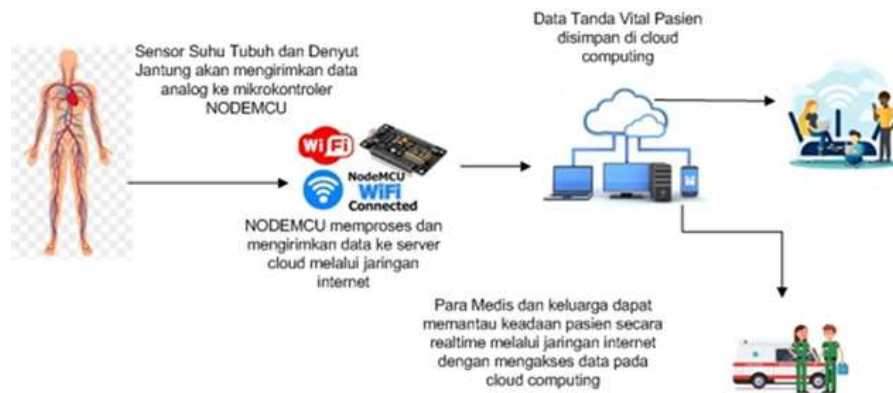 Sensor Suhu Tubuh dan Denyut
Jantung akan mengirimkan data
analog ke mikrokontroler
NODEMCU
Data Tanda Vital Pasien
disimpan di cloud
computing
WiFi
NodeMCU
WiFi
Connected
NODEMCU memproses dan
mengirimkan data ke server
cloud melalui jaringan
internet
Para Medis dan keluarga dapat
memantau keadaan pasien secara
realtime melalui jaringan internet
dengan mengakses data pada
cloud computing